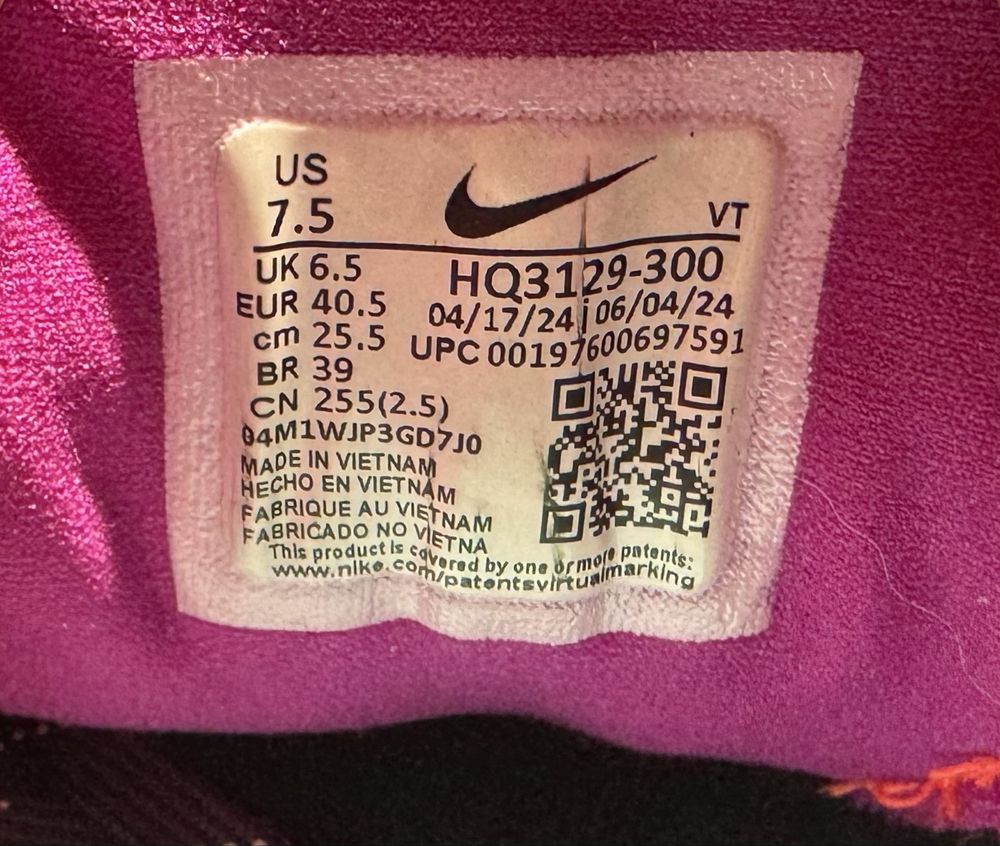 US
7.5
VT
UK 6.5
HQ3129-300
EUR 40.5
04/17/24 06/04/24
cm 25.5
UPC 00197600697591
BR 39
CN 255(2.5)
04M1WJP3GD7J0
MADE IN VIETNAM
HECHO EN VIETNAM
FABRIQUE AU VIETNAM
FABRICADO NO VIETNA
This product is covered by one or more patents:
www.nike.com/patentsvirtualmarking